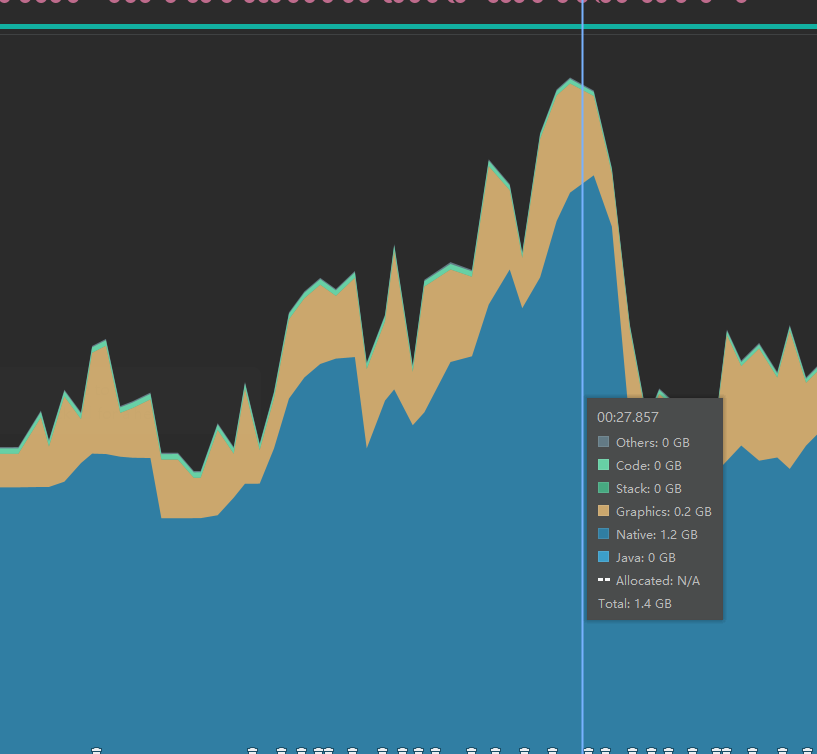 00:27.857
Others: 0 GB
Code: 0 GB
Stack: 0 GB
Graphics: 0.2 GB
Native: 1.2 GB
Java: 0 GB
Allocated: N/A
Total: 1.4 GB